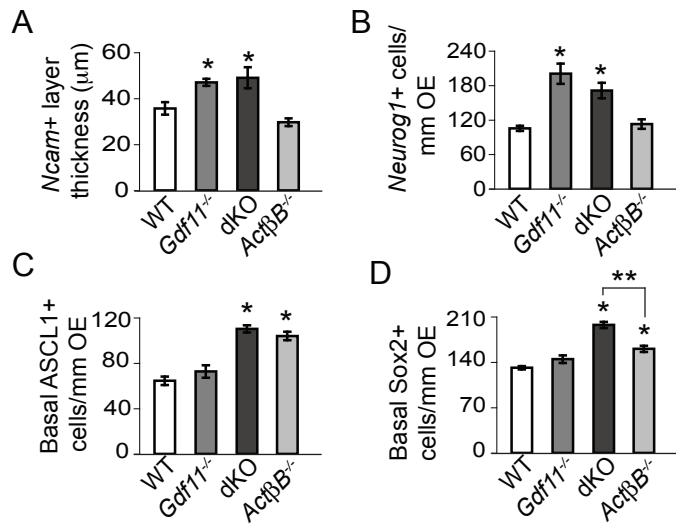 A
Ncam+ layer
thickness (μm)
60
40
20
0
*
*
WT
Gdf11-/-
dKO
ActβB-/-
B
Neurog1+ cells/
mm OE
240
180
120
60
0
*
*
WT
Gdf11-/-
dKO
ActβB-/-
C
Basal ASCL1+
cells/mm OE
120
80
40
0
*
*
WT
Gdf11-/-
dKO
ActβB-/-
D
Basal Sox2+
cells/mm OE
210
140
70
0
*
**
*
WT
Gdf11-/-
dKO
ActβB-/-